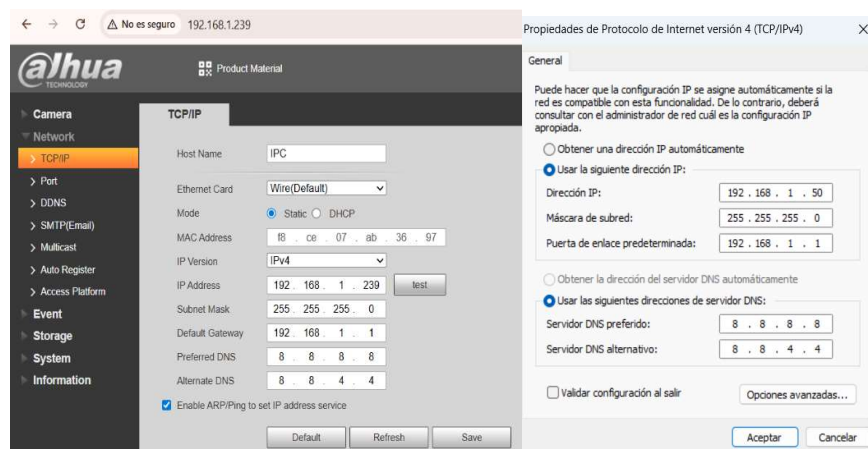 No es seguro 192.168.1.239
alhua
TECHNOLOGY
Product Material
Camera
Network
TCP/IP
Port
DDNS
SMTP(Email)
Multicast
Auto Register
Access Platform
Event
Storage
System
Information
TCP/IP
Host Name IPC
Ethernet Card Wire(Default)
Mode Static DHCP
MAC Address f8 . ce . 07 . ab . 36 . 97
IP Version IPv4
IP Address 192 . 168 . 1 . 239 test
Subnet Mask 255 . 255 . 255 . 0
Default Gateway 192 . 168 . 1 . 1
Preferred DNS 8 . 8 . 8 . 8
Alternate DNS 8 . 8 . 4 . 4
Enable ARP/Ping to set IP address service
Default Refresh Save
Propiedades de Protocolo de Internet versión 4 (TCP/IPv4)
General
Puede hacer que la configuración IP se asigne automáticamente si la
red es compatible con esta funcionalidad. De lo contrario, deberá
consultar con el administrador de red cuál es la configuración IP
apropiada.
Obtener una dirección IP automáticamente
Usar la siguiente dirección IP:
Dirección IP: 192 . 168 . 1 . 50
Máscara de subred: 255 . 255 . 255 . 0
Puerta de enlace predeterminada: 192 . 168 . 1 . 1
Obtener la dirección del servidor DNS automáticamente
Usar las siguientes direcciones de servidor DNS:
Servidor DNS preferido: 8 . 8 . 8 . 8
Servidor DNS alternativo: 8 . 8 . 4 . 4
Validar configuración al salir Opciones avanzadas...
Aceptar Cancelar